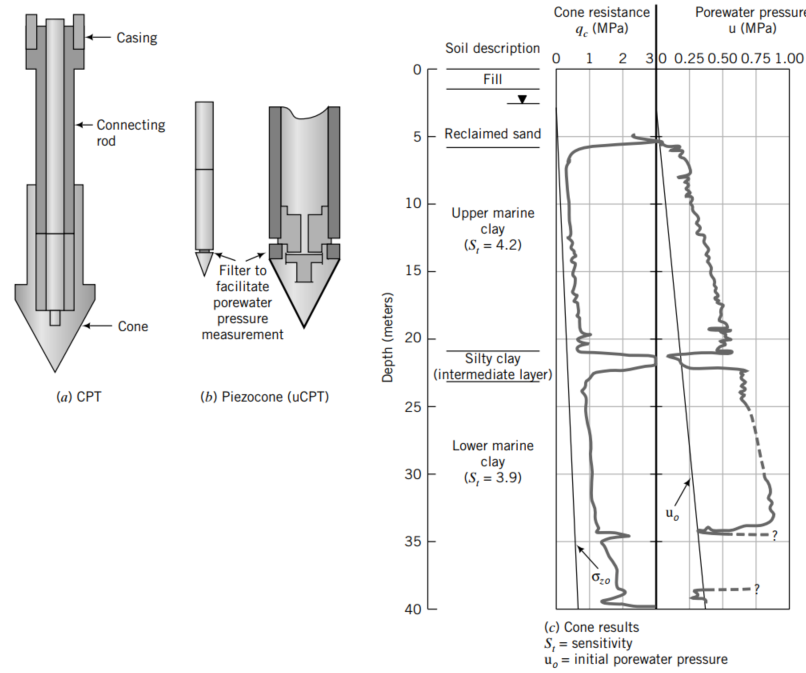 Casing
Connecting
rod
Cone
(a) CPT
Filter to
facilitate
porewater
pressure
measurement
(b) Piezocone (uCPT)
Cone resistance
q_c (MPa)
Porewater pressure
u (MPa)
Soil description
0 1 2 3 0 0.25 0.50 0.75 1.00
Depth (meters)
0
5
10
15
20
25
30
35
40
Fill
Reclaimed sand
Upper marine
clay
(S_t = 4.2)
Silty clay
(intermediate layer)
Lower marine
clay
(S_t = 3.9)
u_o
σ_zo
?
?
(c) Cone results
S_t = sensitivity
u_o = initial porewater pressure